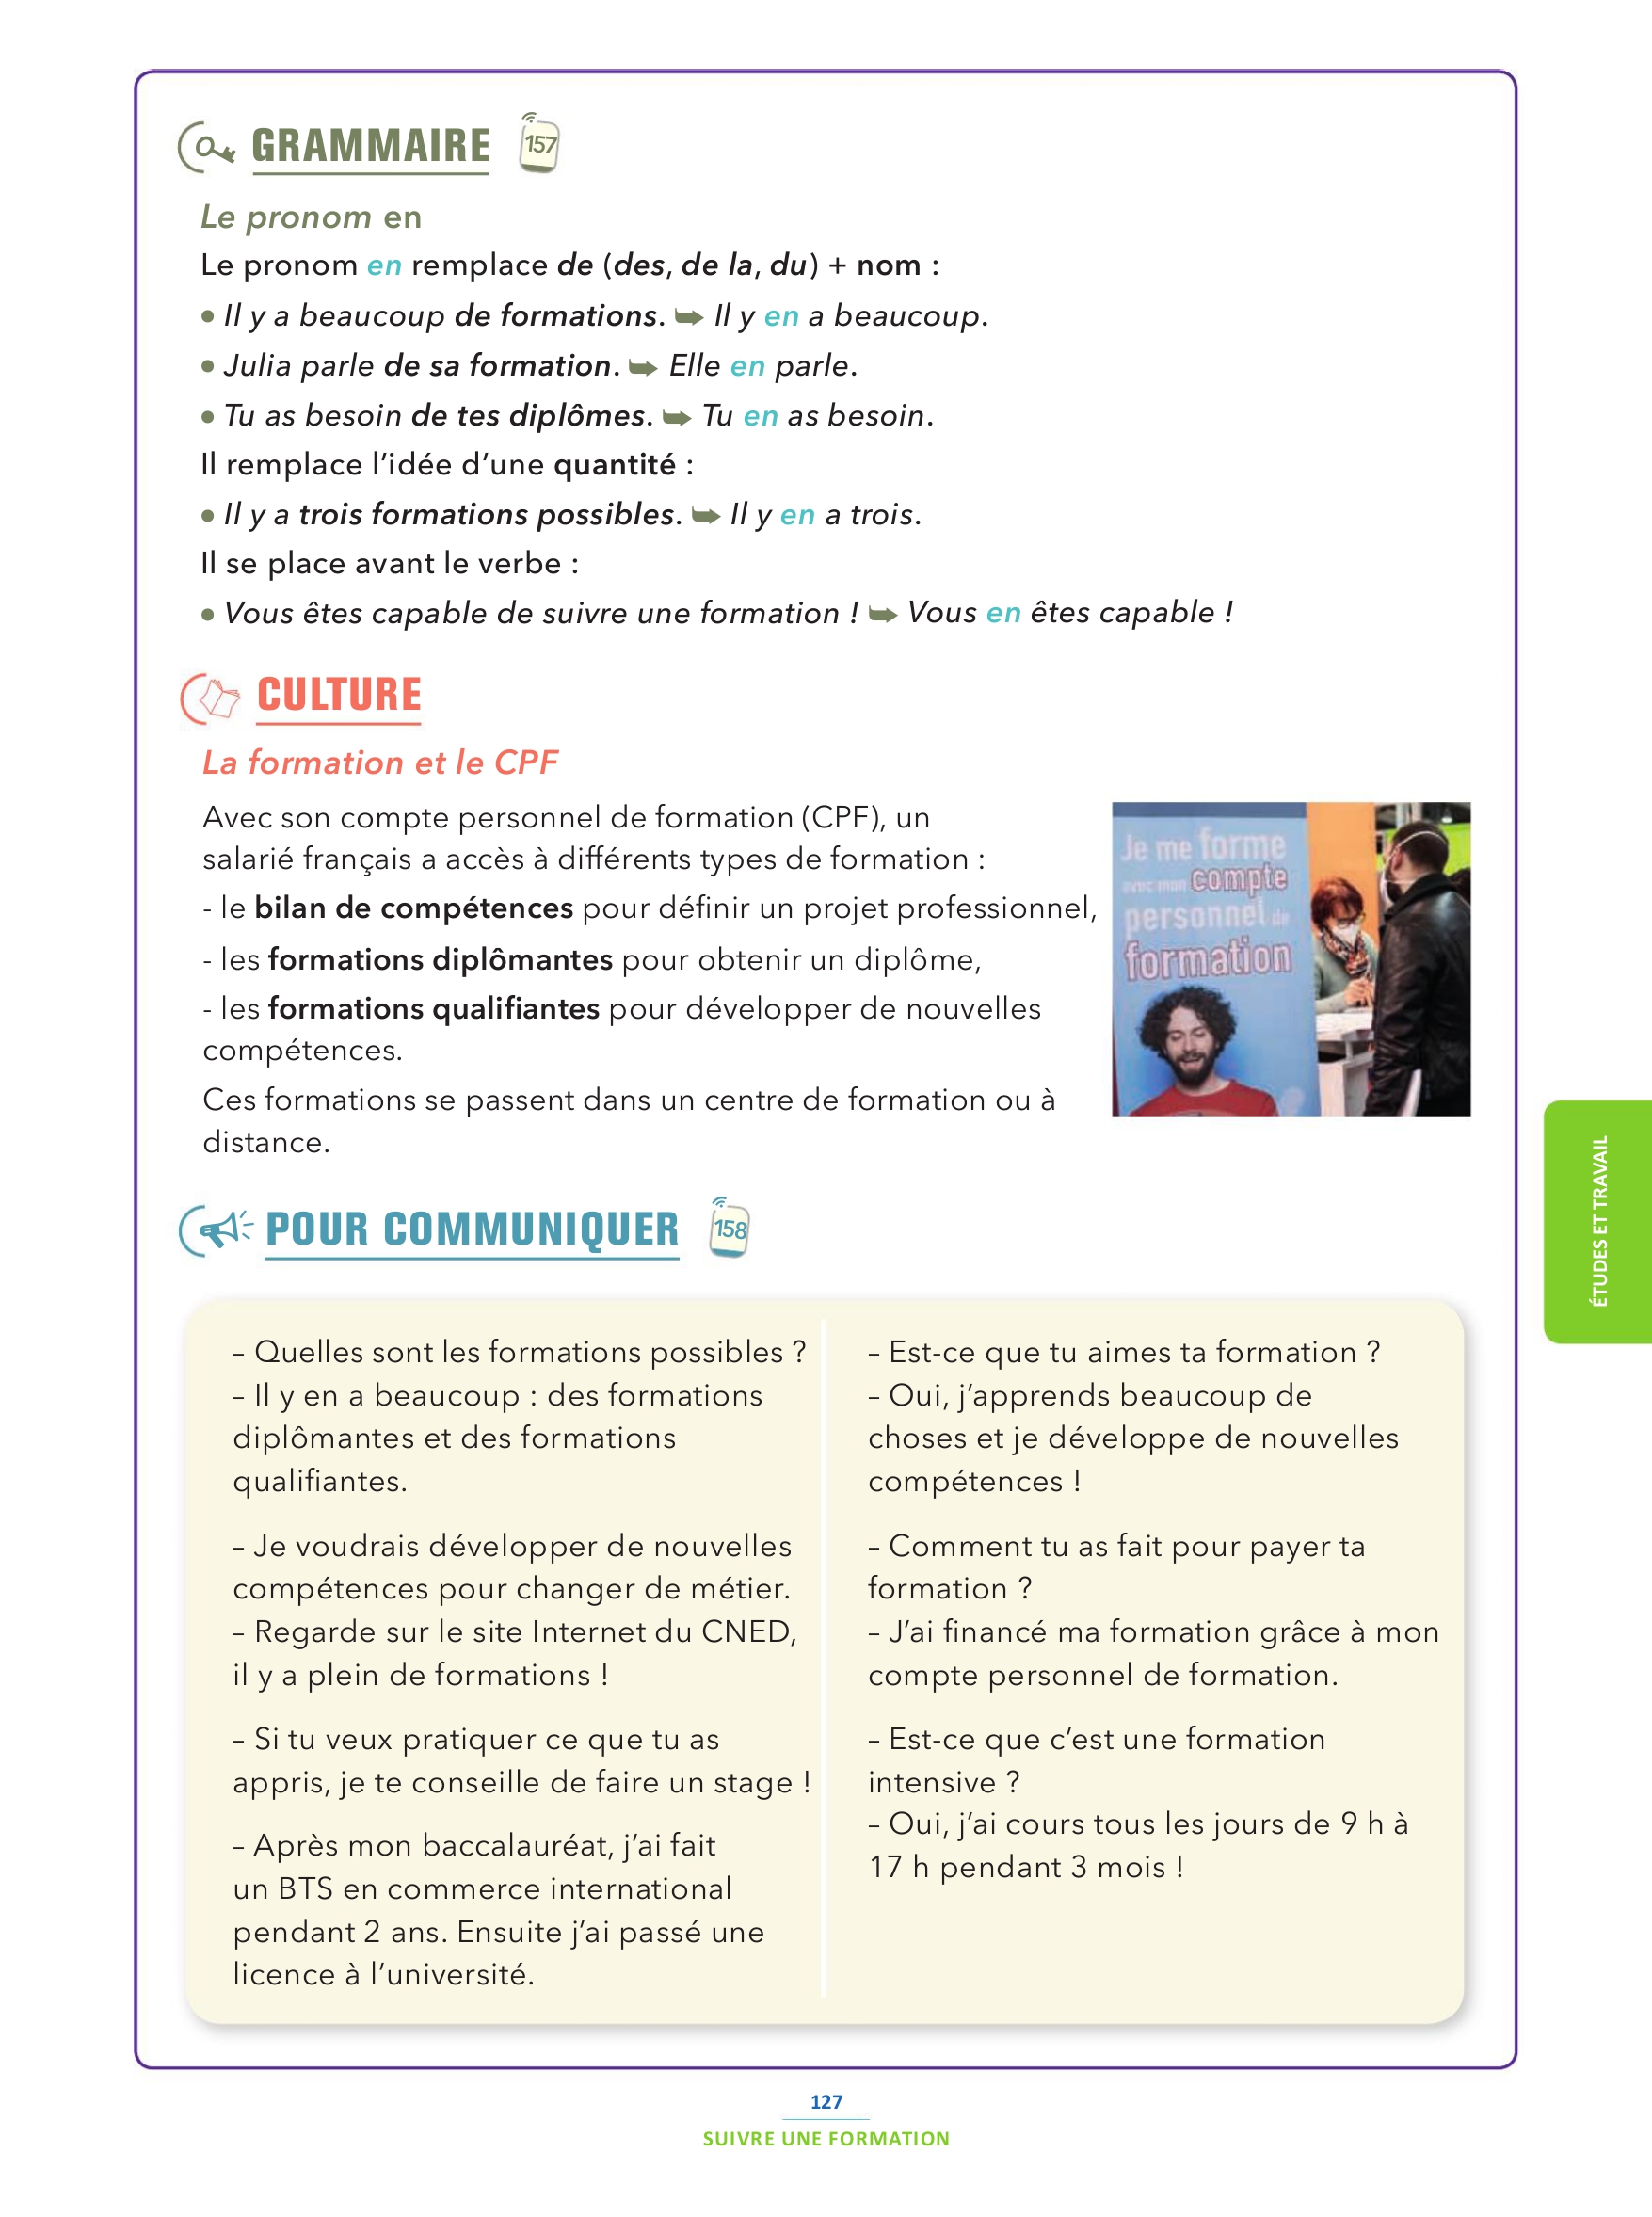 GRAMMAIRE 157
Le pronom en
Le pronom en remplace de (des, de la, du) + nom :
• Il y a beaucoup de formations. ➥ Il y en a beaucoup.
• Julia parle de sa formation. ➥ Elle en parle.
• Tu as besoin de tes diplômes. ➥ Tu en as besoin.
Il remplace l’idée d’une quantité :
• Il y a trois formations possibles. ➥ Il y en a trois.
Il se place avant le verbe :
• Vous êtes capable de suivre une formation ! ➥ Vous en êtes capable !
CULTURE
La formation et le CPF
Avec son compte personnel de formation (CPF), un
salarié français a accès à différents types de formation :
- le bilan de compétences pour définir un projet professionnel,
- les formations diplômantes pour obtenir un diplôme,
- les formations qualifiantes pour développer de nouvelles
compétences.
Ces formations se passent dans un centre de formation ou à
distance.
Je me forme
avec mon compte
personnel de
formation
POUR COMMUNIQUER 158
– Quelles sont les formations possibles ?
– Il y en a beaucoup : des formations
diplômantes et des formations
qualifiantes.
– Je voudrais développer de nouvelles
compétences pour changer de métier.
– Regarde sur le site Internet du CNED,
il y a plein de formations !
– Si tu veux pratiquer ce que tu as
appris, je te conseille de faire un stage !
– Après mon baccalauréat, j’ai fait
un BTS en commerce international
pendant 2 ans. Ensuite j’ai passé une
licence à l’université.
– Est-ce que tu aimes ta formation ?
– Oui, j’apprends beaucoup de
choses et je développe de nouvelles
compétences !
– Comment tu as fait pour payer ta
formation ?
– J’ai financé ma formation grâce à mon
compte personnel de formation.
– Est-ce que c’est une formation
intensive ?
– Oui, j’ai cours tous les jours de 9 h à
17 h pendant 3 mois !
ÉTUDES ET TRAVAIL
127
SUIVRE UNE FORMATION